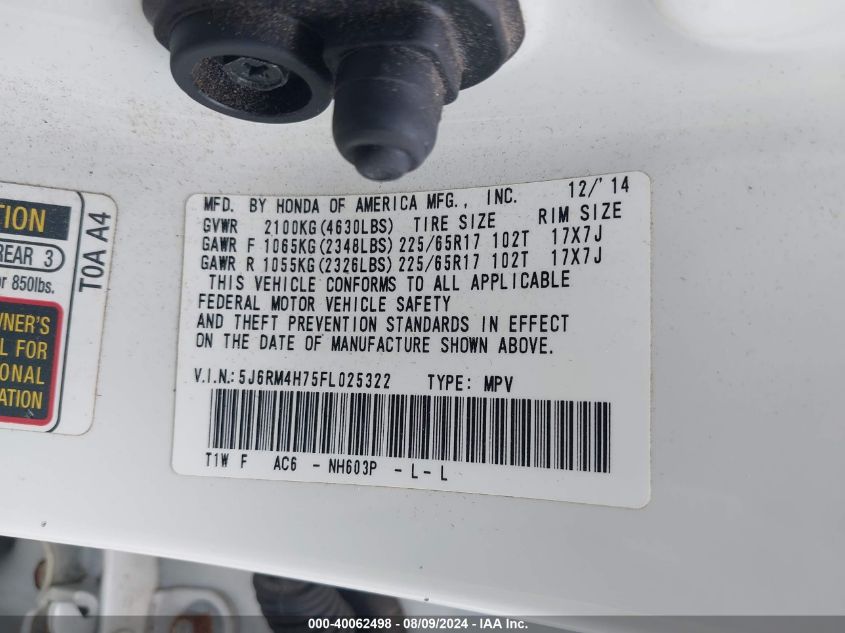 TION
REAR 3
or 850lbs.
WNER'S
L FOR
ONAL
ATION
T0A A4
MFD. BY HONDA OF AMERICA MFG., INC. 12/'14
GVWR 2100KG(4630LBS) TIRE SIZE RIM SIZE
GAWR F 1065KG(2348LBS) 225/65R17 102T 17X7J
GAWR R 1055KG(2326LBS) 225/65R17 102T 17X7J
THIS VEHICLE CONFORMS TO ALL APPLICABLE
FEDERAL MOTOR VEHICLE SAFETY
AND THEFT PREVENTION STANDARDS IN EFFECT
ON THE DATE OF MANUFACTURE SHOWN ABOVE.
V.I.N.: 5J6RM4H75FL025322 TYPE: MPV
T1W F AC6 - NH603P - L - L
000-40062498 - 08/09/2024 - IAA Inc.